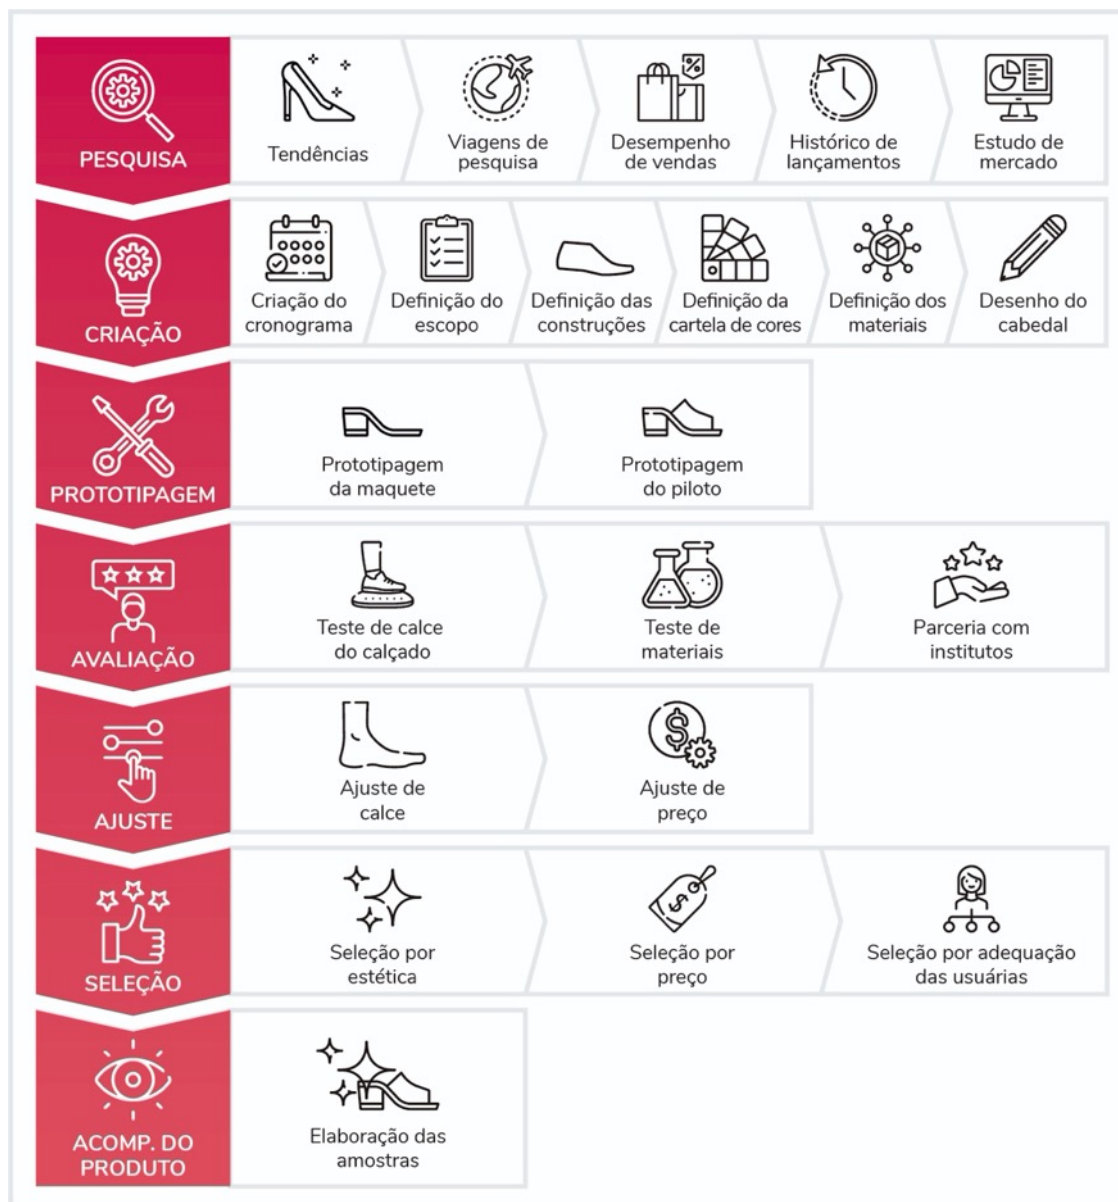 PESQUISA
Tendências
Viagens de
pesquisa
Desempenho
de vendas
%
Histórico de
lançamentos
Estudo de
mercado
CRIAÇÃO
Criação do
cronograma
Definição do
escopo
Definição das
construções
Definição da
cartela de cores
Definição dos
materiais
Desenho do
cabedal
PROTOTIPAGEM
Prototipagem
da maquete
Prototipagem
do piloto
AVALIAÇÃO
Teste de calce
do calçado
Teste de
materiais
Parceria com
institutos
AJUSTE
Ajuste de
calce
$
Ajuste de
preço
SELEÇÃO
Seleção por
estética
$
Seleção por
preço
Seleção por adequação
das usuárias
ACOMP. DO
PRODUTO
Elaboração das
amostras